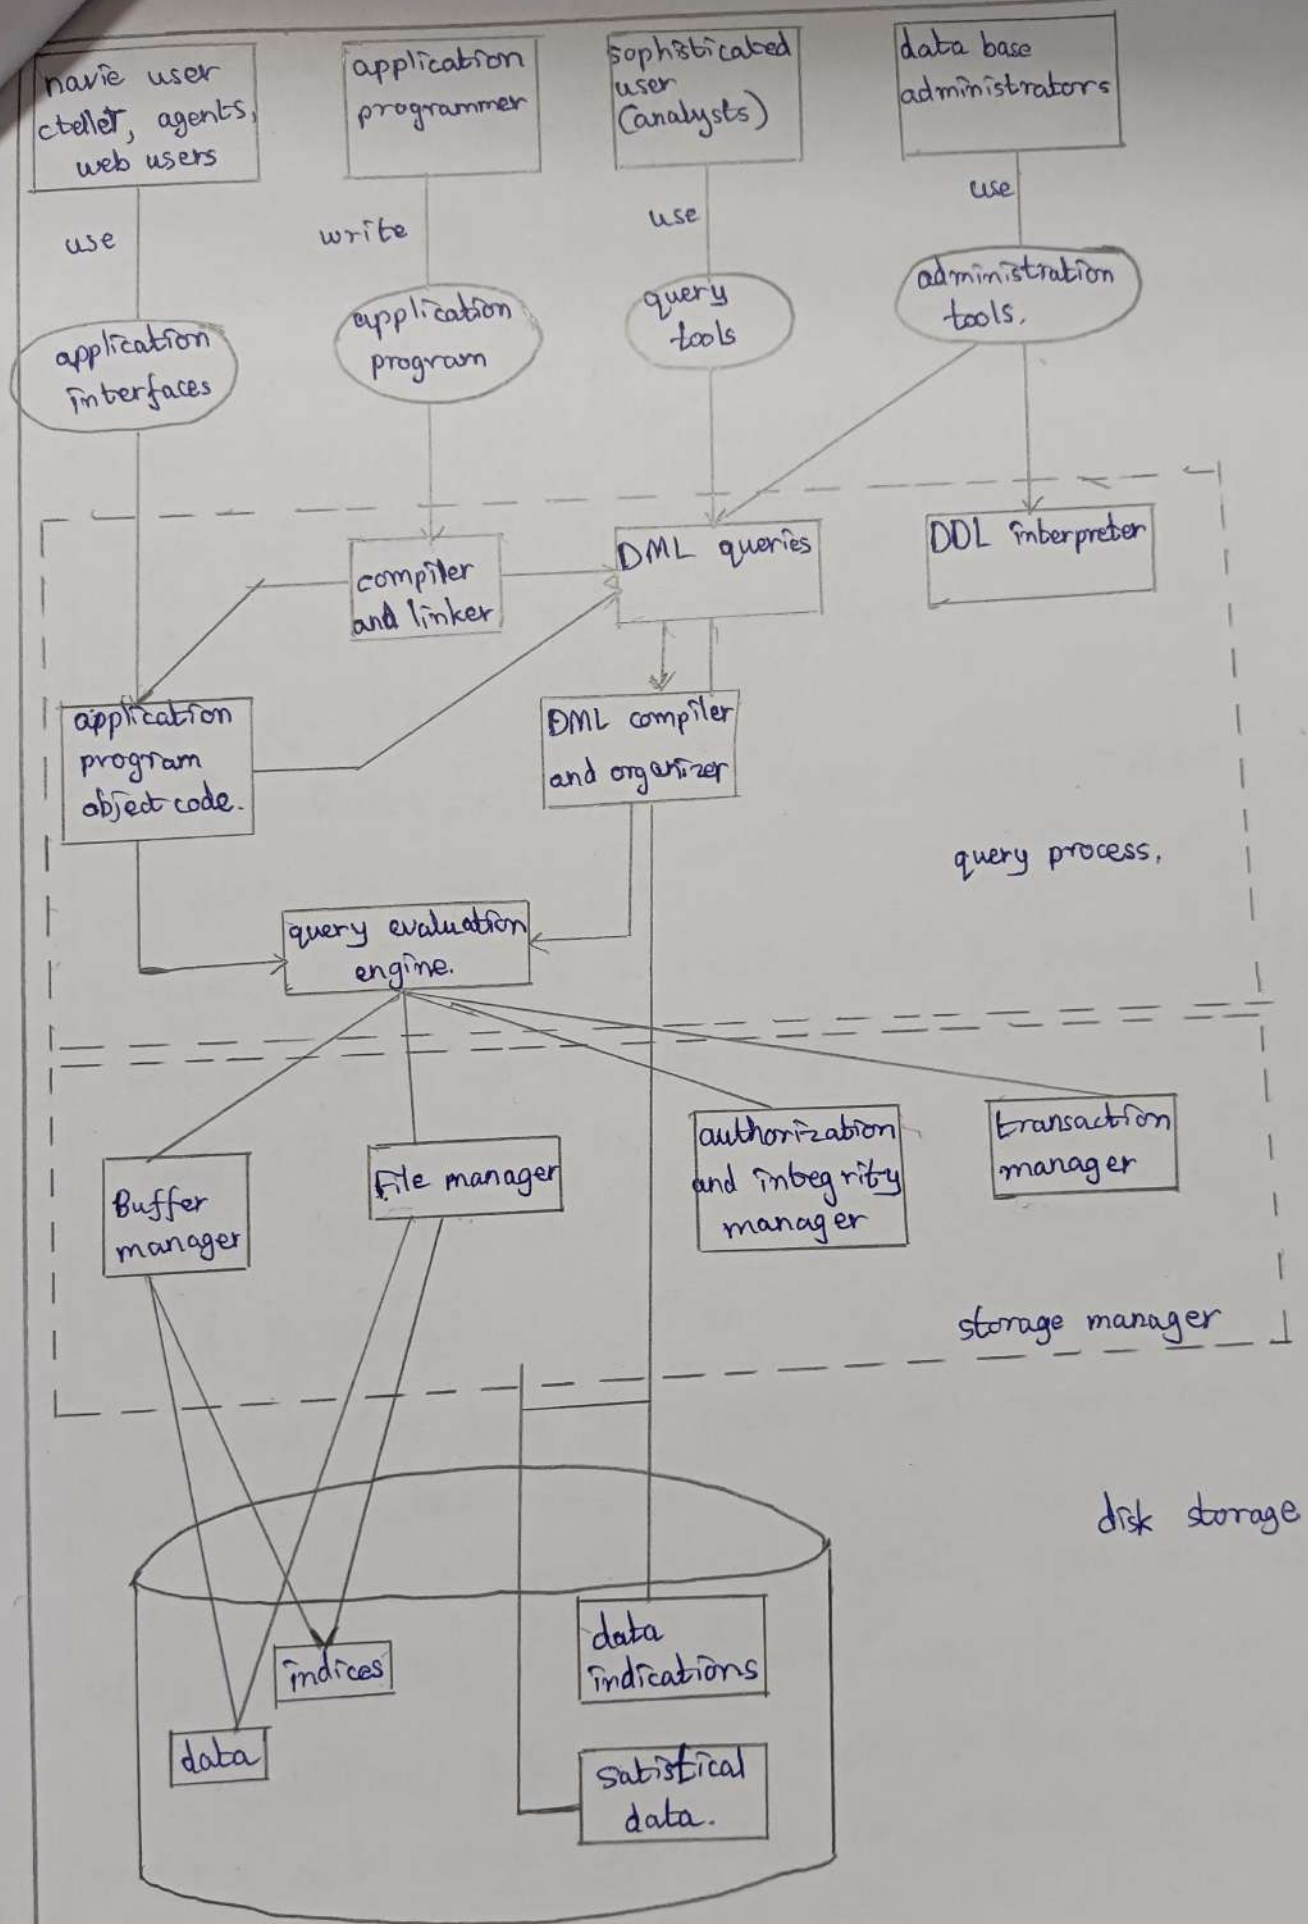 navie user
cteller, agents,
web users
application
programmer
sophisticated
user
(analysts)
data base
administrators
use
write
use
use
application
interfaces
application
program
query
tools
administration
tools.
compiler
and linker
DML queries
DDL interpreter
application
program
object code.
DML compiler
and organizer
query process.
query evaluation
engine.
Buffer
manager
File manager
authorization
and integrity
manager
transaction
manager
storage manager
disk storage
indices
data
data
indications
Satistical
data.